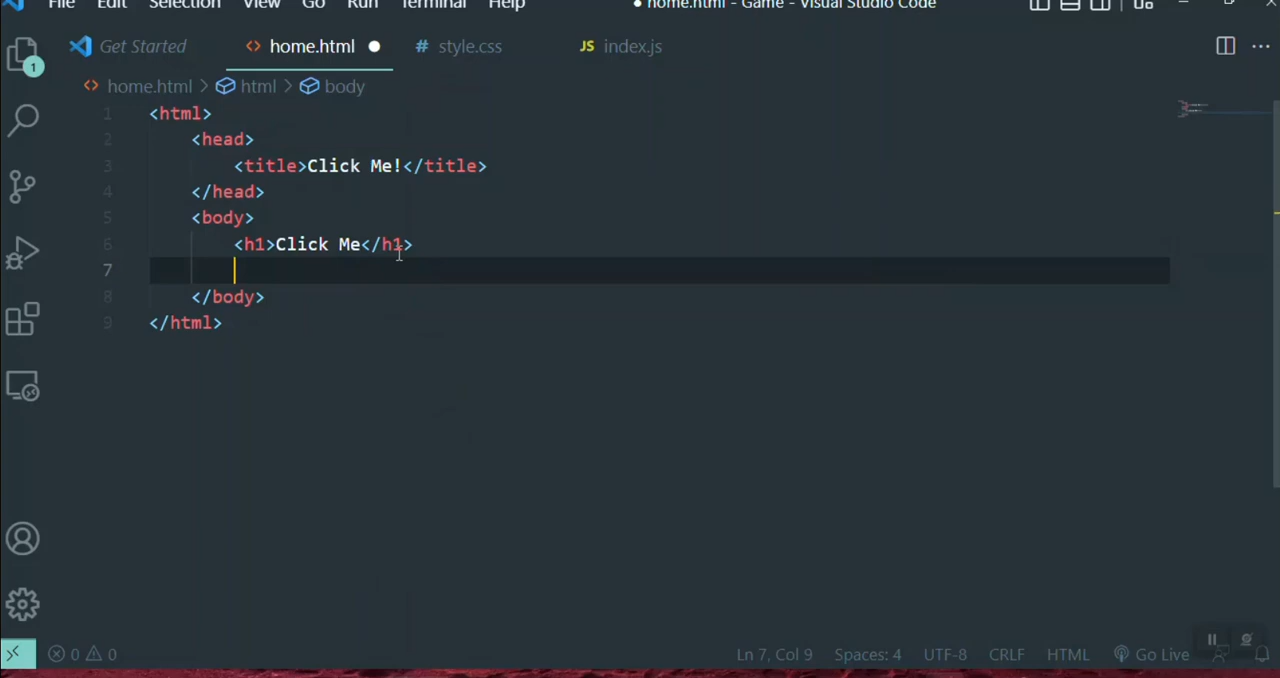 File Edit Selection View Go Run Terminal Help ● home.html - Game - Visual Studio Code
Get Started <> home.html ● # style.css JS index.js
<> home.html > html > body
1 <html>
2 <head>
3 <title>Click Me!</title>
4 </head>
5 <body>
6 <h1>Click Me</h1>
7
8 </body>
9 </html>
1
0 0 Ln 7, Col 9 Spaces: 4 UTF-8 CRLF HTML Go Live